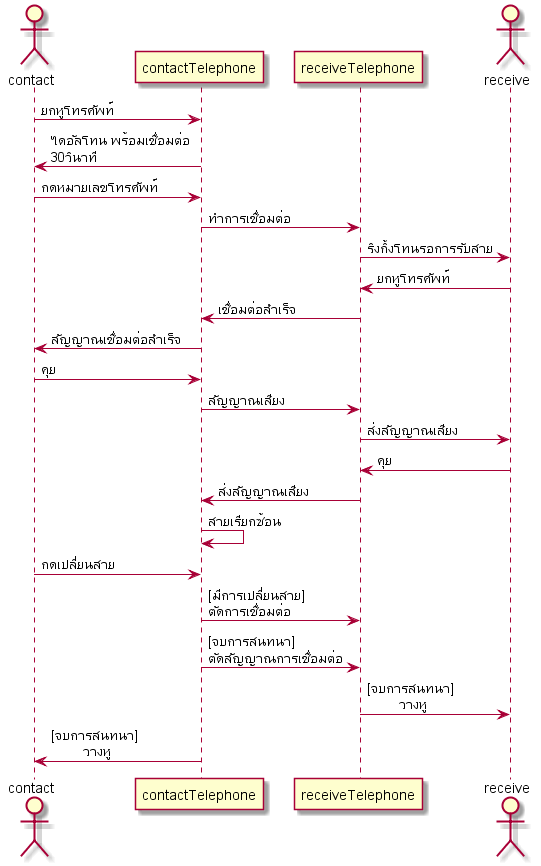 contact
contactTelephone
receiveTelephone
receive
ยกหูโทรศัพท์
ไดอัลโทน พร้อมเชื่อมต่อ
30วินาที
กดหมายเลขโทรศัพท์
ทำการเชื่อมต่อ
ริงกิ้งโทนรอการรับสาย
ยกหูโทรศัพท์
เชื่อมต่อสำเร็จ
สัญญาณเชื่อมต่อสำเร็จ
คุย
สัญญาณเสียง
ส่งสัญญาณเสียง
คุย
ส่งสัญญาณเสียง
สายเรียกซ้อน
กดเปลี่ยนสาย
[มีการเปลี่ยนสาย]
ตัดการเชื่อมต่อ
[จบการสนทนา]
ตัดสัญญาณการเชื่อมต่อ
[จบการสนทนา]
วางหู
[จบการสนทนา]
วางหู
contact
contactTelephone
receiveTelephone
receive